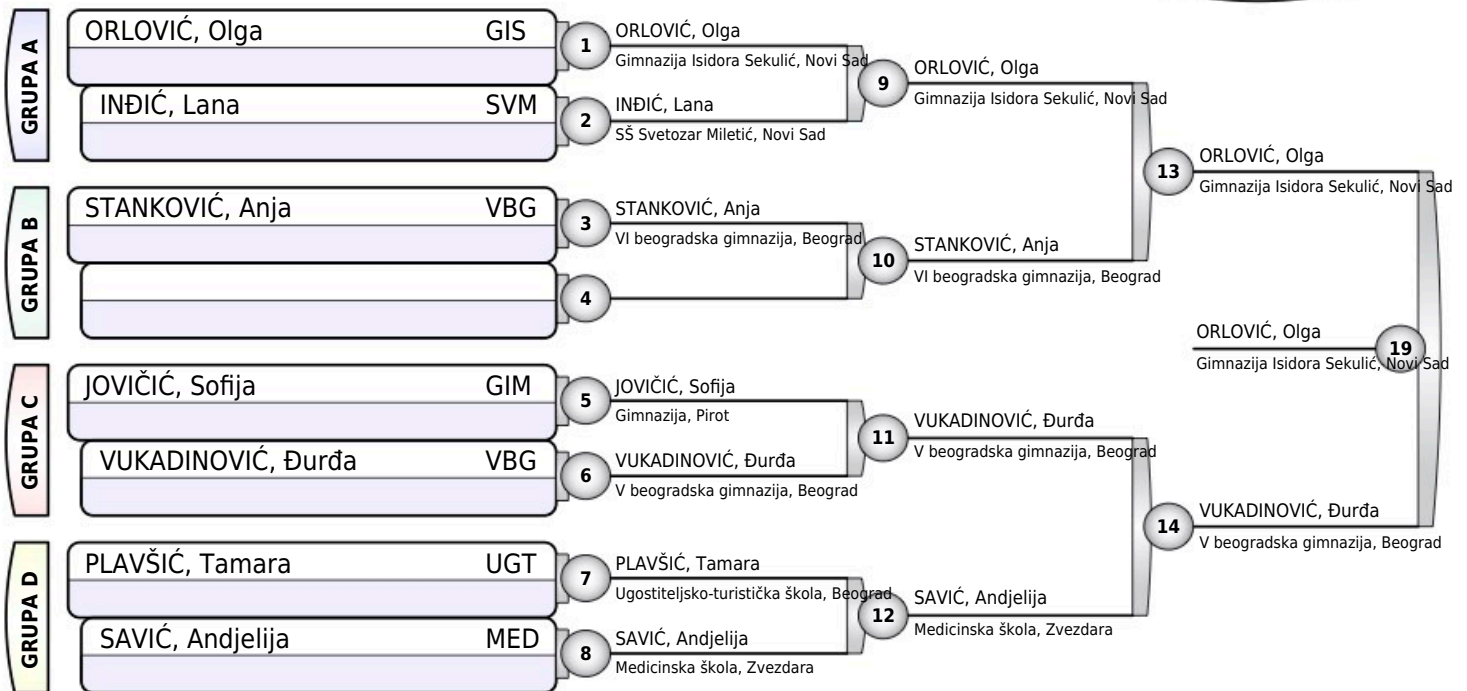 GRUPA A
ORLOVIĆ, Olga GIS
INĐIĆ, Lana SVM
GRUPA B
STANKOVIĆ, Anja VBG
GRUPA C
JOVIČIĆ, Sofija GIM
VUKADINOVIĆ, Đurđa VBG
GRUPA D
PLAVŠIĆ, Tamara UGT
SAVIĆ, Andjelija MED
1
ORLOVIĆ, Olga
Gimnazija Isidora Sekulić, Novi Sad
2
INĐIĆ, Lana
SŠ Svetozar Miletić, Novi Sad
3
STANKOVIĆ, Anja
VI beogradska gimnazija, Beograd
4
5
JOVIČIĆ, Sofija
Gimnazija, Pirot
6
VUKADINOVIĆ, Đurđa
V beogradska gimnazija, Beograd
7
PLAVŠIĆ, Tamara
Ugostiteljsko-turistička škola, Beograd
8
SAVIĆ, Andjelija
Medicinska škola, Zvezdara
9
ORLOVIĆ, Olga
Gimnazija Isidora Sekulić, Novi Sad
10
STANKOVIĆ, Anja
VI beogradska gimnazija, Beograd
11
VUKADINOVIĆ, Đurđa
V beogradska gimnazija, Beograd
12
SAVIĆ, Andjelija
Medicinska škola, Zvezdara
13
ORLOVIĆ, Olga
Gimnazija Isidora Sekulić, Novi Sad
14
VUKADINOVIĆ, Đurđa
V beogradska gimnazija, Beograd
ORLOVIĆ, Olga
19
Gimnazija Isidora Sekulić, Novi Sad